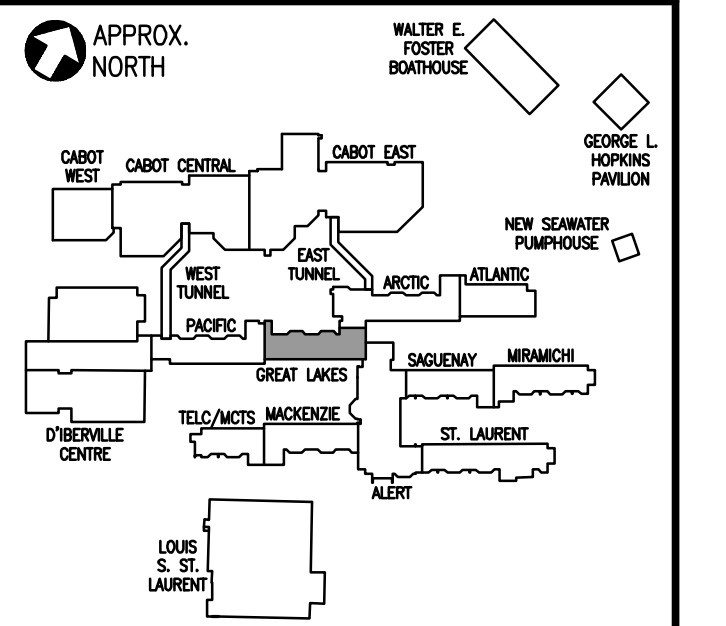 APPROX.
NORTH
WALTER E.
FOSTER
BOATHOUSE
GEORGE L.
HOPKINS
PAVILION
CABOT
WEST
CABOT CENTRAL
CABOT EAST
NEW SEAWATER
PUMPHOUSE
WEST
TUNNEL
EAST
TUNNEL
ARCTIC
ATLANTIC
PACIFIC
GREAT LAKES
SAGUENAY
MIRAMICHI
D'IBERVILLE
CENTRE
TELC/MCTS
MACKENZIE
ST. LAURENT
ALERT
LOUIS
S. ST.
LAURENT